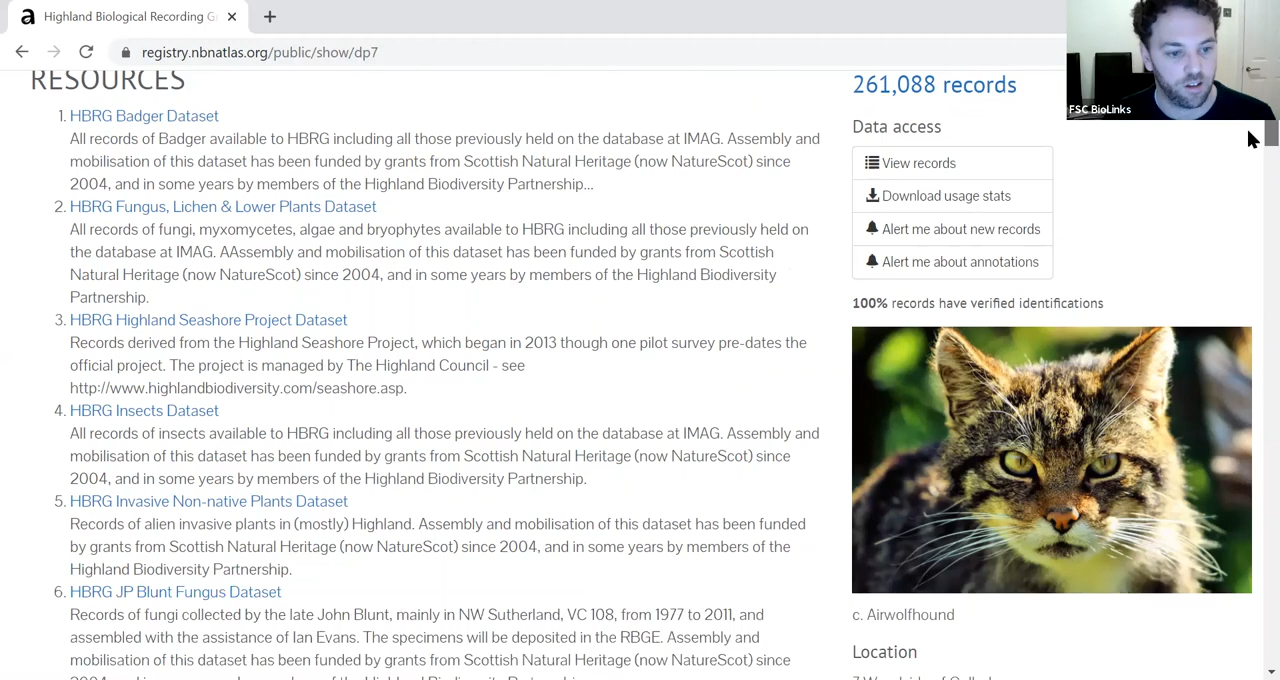 Highland Biological Recording G
registry.nbnatlas.org/public/show/dp7
FSC BioLinks
RESOURCES
1. HBRG Badger Dataset
All records of Badger available to HBRG including all those previously held on the database at IMAG. Assembly and
mobilisation of this dataset has been funded by grants from Scottish Natural Heritage (now NatureScot) since
2004, and in some years by members of the Highland Biodiversity Partnership...
2. HBRG Fungus, Lichen & Lower Plants Dataset
All records of fungi, myxomycetes, algae and bryophytes available to HBRG including all those previously held on
the database at IMAG. AAssembly and mobilisation of this dataset has been funded by grants from Scottish
Natural Heritage (now NatureScot) since 2004, and in some years by members of the Highland Biodiversity
Partnership.
3. HBRG Highland Seashore Project Dataset
Records derived from the Highland Seashore Project, which began in 2013 though one pilot survey pre-dates the
official project. The project is managed by The Highland Council - see
http://www.highlandbiodiversity.com/seashore.asp.
4. HBRG Insects Dataset
All records of insects available to HBRG including all those previously held on the database at IMAG. Assembly and
mobilisation of this dataset has been funded by grants from Scottish Natural Heritage (now NatureScot) since
2004, and in some years by members of the Highland Biodiversity Partnership.
5. HBRG Invasive Non-native Plants Dataset
Records of alien invasive plants in (mostly) Highland. Assembly and mobilisation of this dataset has been funded
by grants from Scottish Natural Heritage (now NatureScot) since 2004, and in some years by members of the
Highland Biodiversity Partnership.
6. HBRG JP Blunt Fungus Dataset
Records of fungi collected by the late John Blunt, mainly in NW Sutherland, VC 108, from 1977 to 2011, and
assembled with the assistance of Ian Evans. The specimens will be deposited in the RBGE. Assembly and
mobilisation of this dataset has been funded by grants from Scottish Natural Heritage (now NatureScot) since
261,088 records
Data access
View records
Download usage stats
Alert me about new records
Alert me about annotations
100% records have verified identifications
c. Airwolfhound
Location